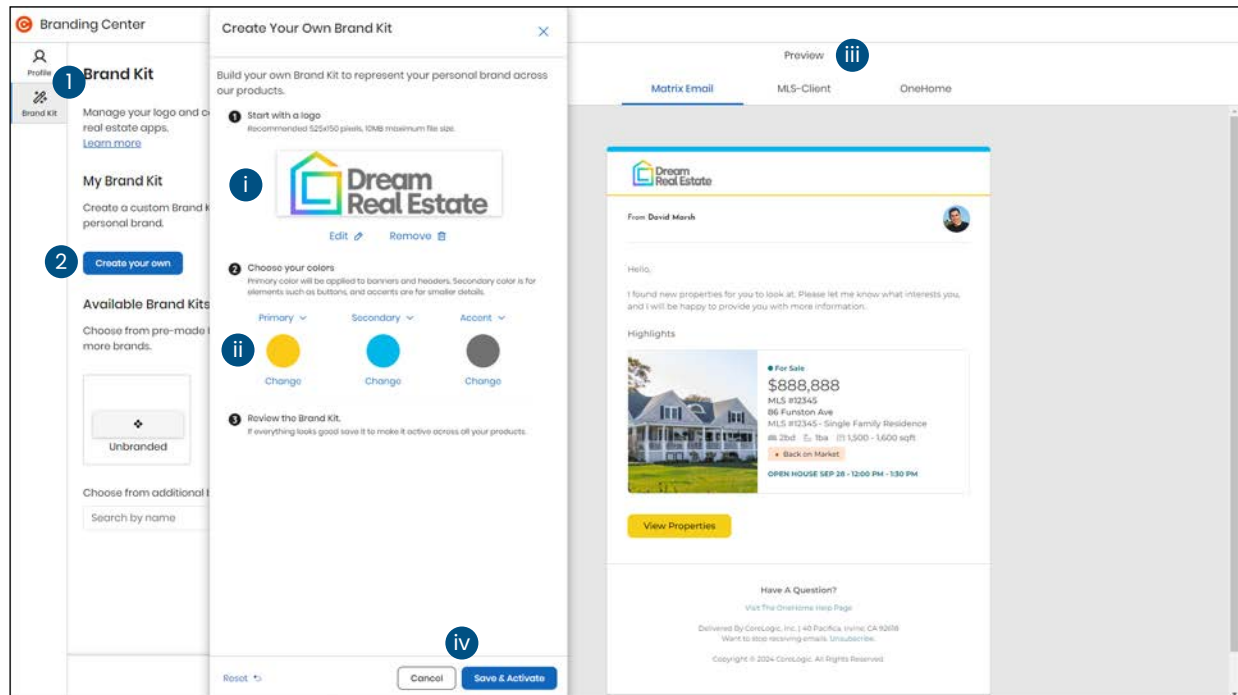 Branding Center
Profile
1
Brand Kit
Brand Kit
Manage your logo and c
real estate apps.
Learn more
My Brand Kit
Create a custom Brand K
personal brand.
2
Create your own
Available Brand Kits
Choose from pre-made
more brands.
Unbranded
Choose from additional
Search by name
Create Your Own Brand Kit
Build your own Brand Kit to represent your personal brand across
our products.
1 Start with a logo
Recommended 525x150 pixels, 10MB maximum file size.
i
Dream
Real Estate
Edit
Remove
2 Choose your colors
Primary color will be applied to banners and headers, Secondary color is for
elements such as buttons, and accents are for smaller details.
Primary Secondary Accent
ii
Change Change Change
3 Review the Brand Kit.
If everything looks good save it to make it active across all your products.
iv
Reset
Cancel
Save & Activate
Preview
iii
Matrix Email MLS-Client OneHome
Dream
Real Estate
From David Marsh
Hello,
I found new properties for you to look at. Please let me know what interests you,
and I will be happy to provide you with more information.
Highlights
For Sale
$888,888
MLS #12345
86 Funston Ave
MLS #12345 - Single Family Residence
2bd 1ba 1,500 - 1,600 sqft
Back on Market
OPEN HOUSE SEP 28 - 12:00 PM - 1:30 PM
View Properties
Have A Question?
Visit The OneHome Help Page
Delivered By CoreLogic, Inc. | 40 Pacifica, Irvine, CA 92618
Want to stop receiving emails. Unsubscribe.
Copyright © 2024 CoreLogic. All Rights Reserved